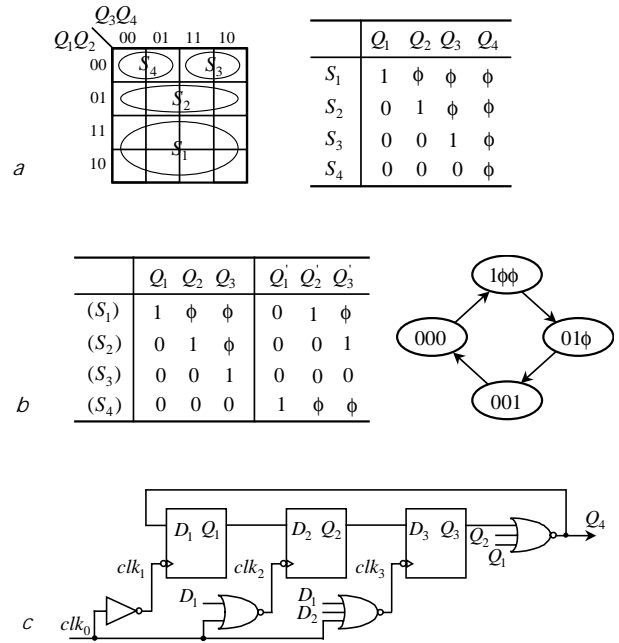 Q₃Q₄
Q₁Q₂ 00 01 11 10
00 S₄ S₃
01 S₂
11
10 S₁
a
Q₁ Q₂ Q₃ Q₄
S₁ 1 ϕ ϕ ϕ
S₂ 0 1 ϕ ϕ
S₃ 0 0 1 ϕ
S₄ 0 0 0 ϕ
Q₁ Q₂ Q₃ Q₁' Q₂' Q₃'
(S₁) 1 ϕ ϕ 0 1 ϕ
(S₂) 0 1 ϕ 0 0 1
(S₃) 0 0 1 0 0 0
(S₄) 0 0 0 1 ϕ ϕ
b
1ϕϕ
000 01ϕ
001
D₁ Q₁ D₂ Q₂ D₃ Q₃ Q₄
Q₂
Q₁
clk₁ clk₂ clk₃
D₁ D₁
D₂
c clk₀